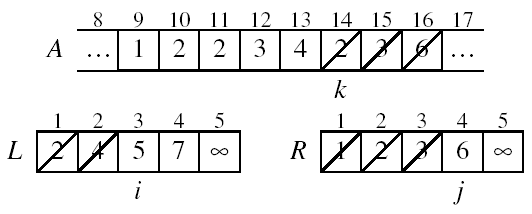 8 9 10 11 12 13 14 15 16 17
A … 1 2 2 3 4 2 3 6 …
k
1 2 3 4 5 1 2 3 4 5
L 2 4 5 7 ∞ R 1 2 3 6 ∞
i j